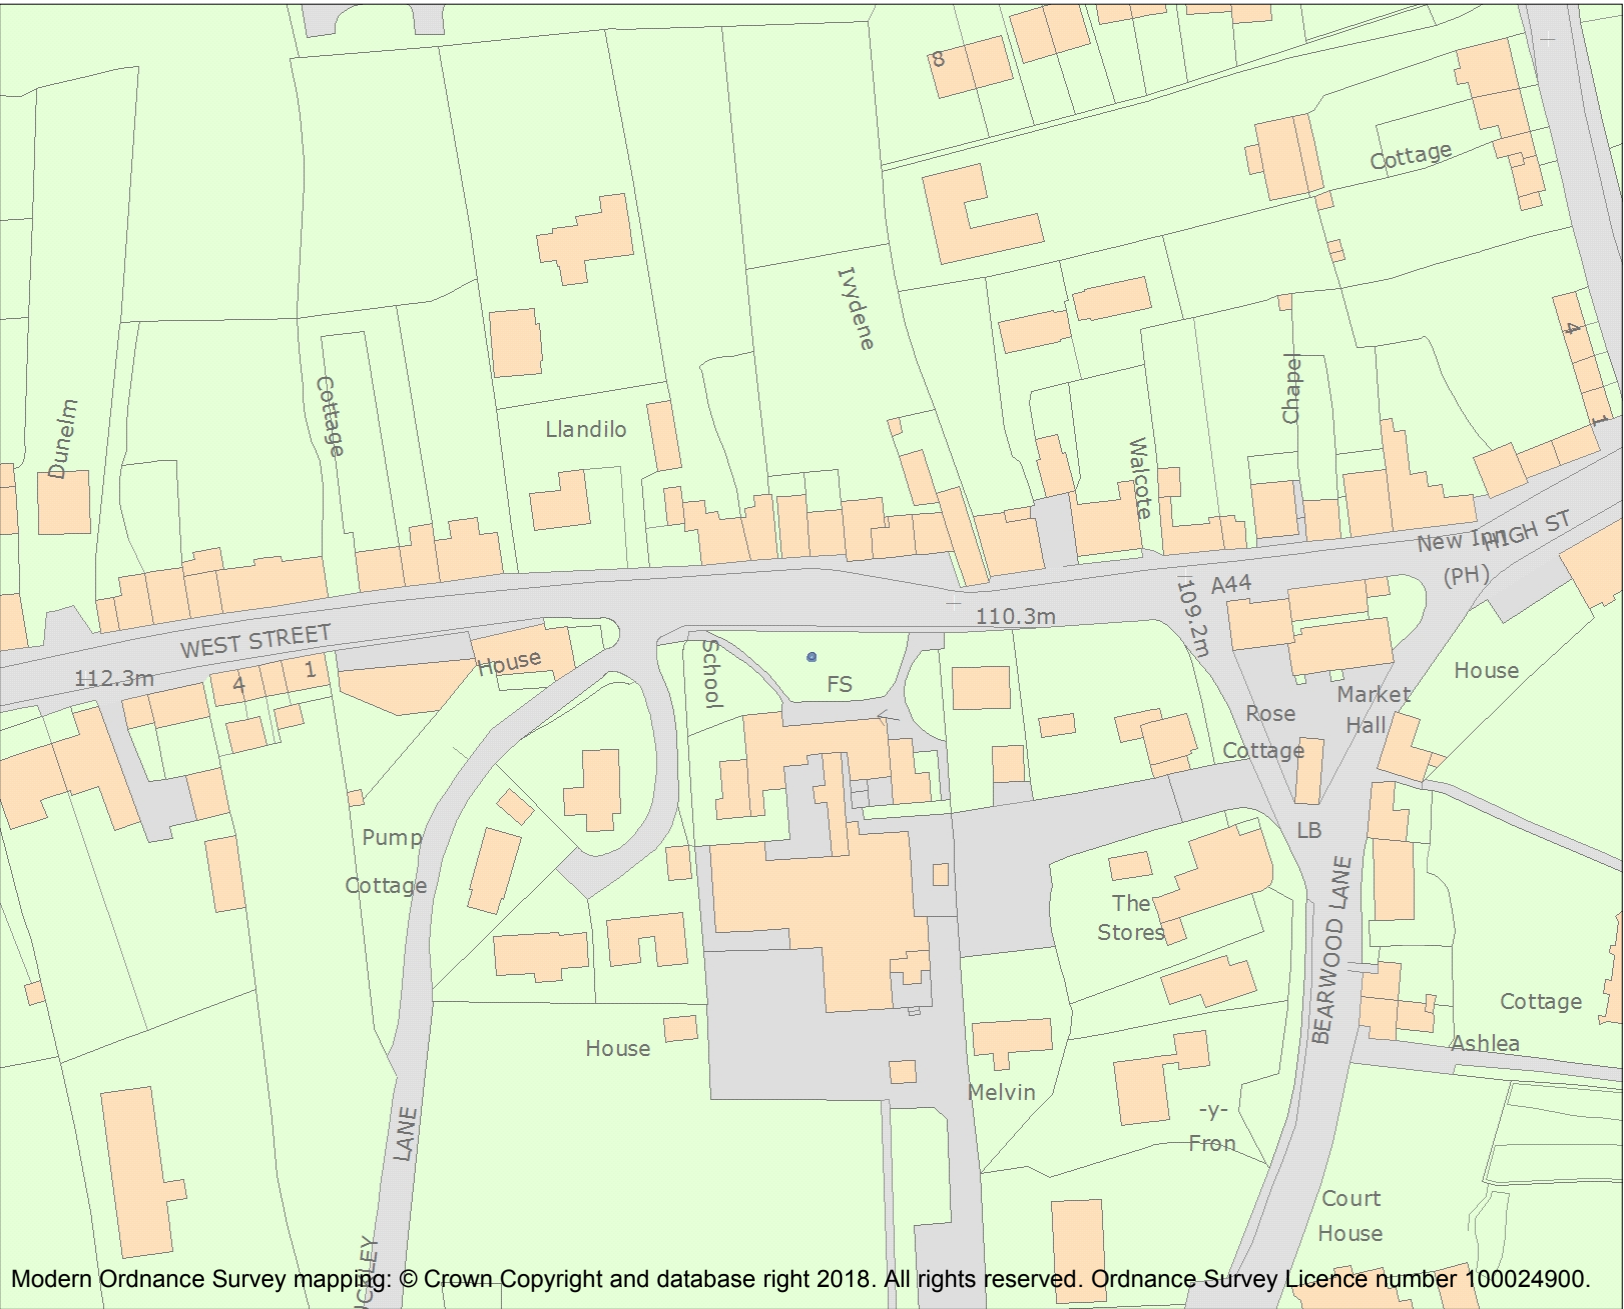 8
Cottage
Ivydene
4
1
Cottage
Dunelm
Llandilo
Chapel
Walcote
New Inn
(PH)
HIGH ST
A44
109.2m
110.3m
WEST STREET
112.3m
4
1
House
School
FS
House
Market
Hall
Rose
Cottage
LB
Pump
Cottage
The
Stores
BEARWOOD LANE
Cottage
Ashlea
House
Melvin
-y-
Fron
LANE
Court
House
Modern Ordnance Survey mapping: © Crown Copyright and database right 2018. All rights reserved. Ordnance Survey Licence number 100024900.